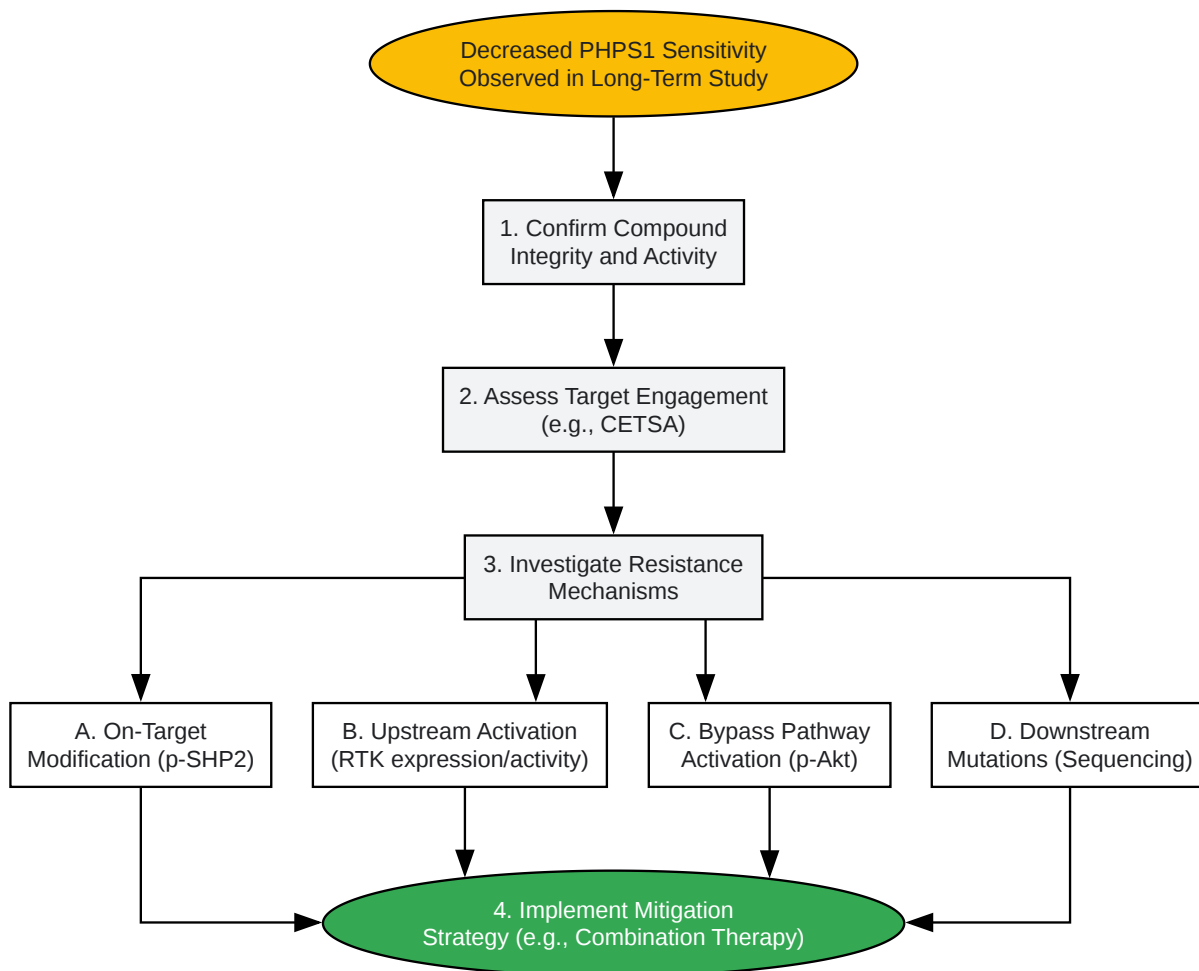 Decreased PHPS1 Sensitivity
Observed in Long-Term Study
1. Confirm Compound
Integrity and Activity
2. Assess Target Engagement
(e.g., CETSA)
3. Investigate Resistance
Mechanisms
A. On-Target
Modification (p-SHP2)
B. Upstream Activation
(RTK expression/activity)
C. Bypass Pathway
Activation (p-Akt)
D. Downstream
Mutations (Sequencing)
4. Implement Mitigation
Strategy (e.g., Combination Therapy)